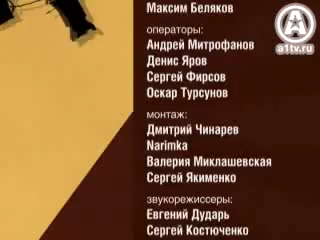 Максим Беляков
операторы:
Андрей Митрофанов
Денис Яров
Сергей Фирсов
Оскар Турсунов
монтаж:
Дмитрий Чинарев
Narimka
Валерия Миклашевская
Сергей Якименко
звукорежиссеры:
Евгений Дударь
Сергей Костюченко
A
a1tv.ru